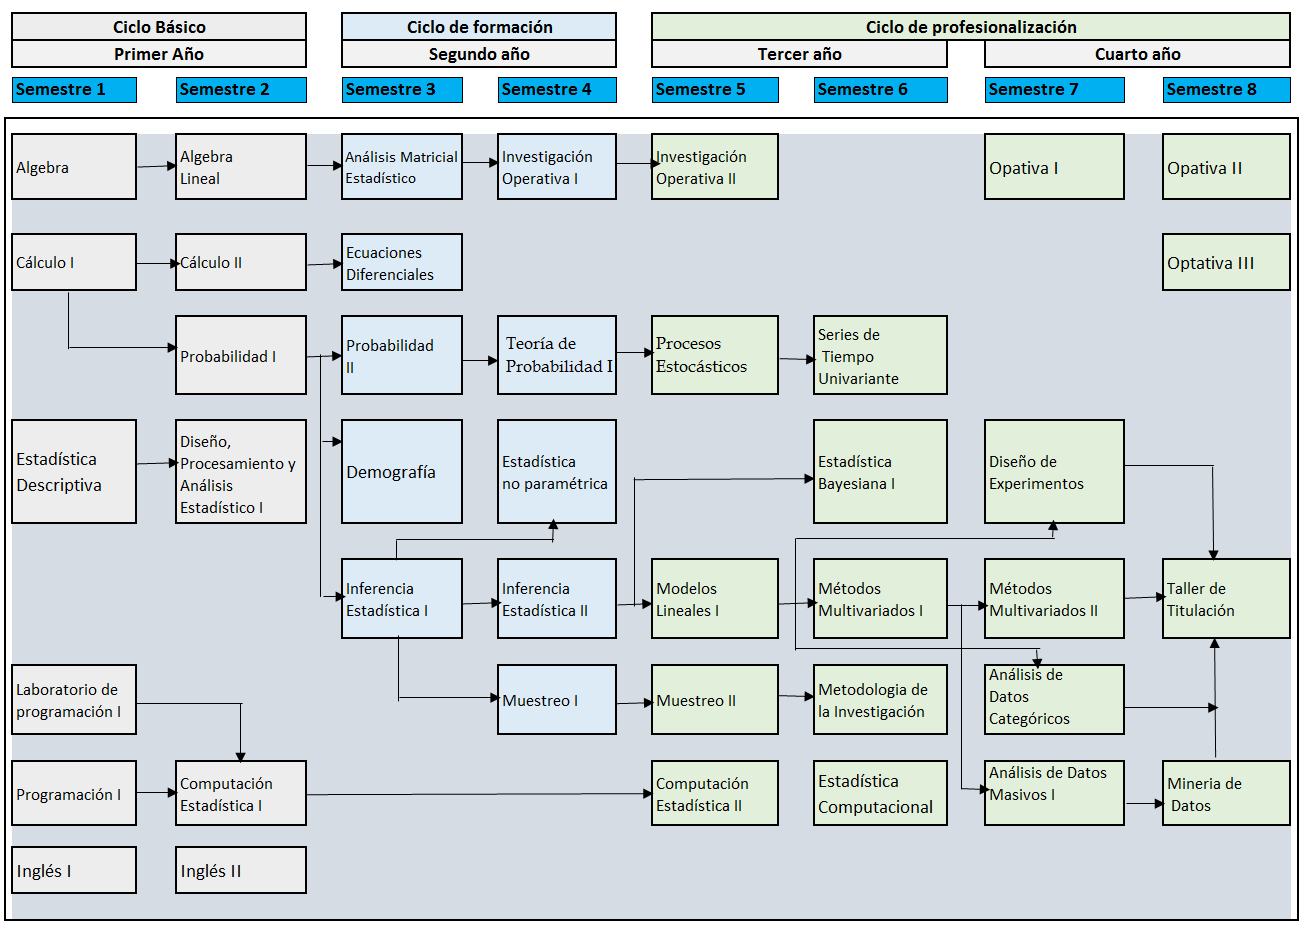 Ciclo Básico
Ciclo de formación
Ciclo de profesionalización
Primer Año
Segundo año
Tercer año
Cuarto año
Semestre 1
Semestre 2
Semestre 3
Semestre 4
Semestre 5
Semestre 6
Semestre 7
Semestre 8
Algebra
Algebra
Lineal
Análisis Matricial
Estadístico
Investigación
Operativa I
Investigación
Operativa II
Opativa I
Opativa II
Cálculo I
Cálculo II
Ecuaciones
Diferenciales
Optativa III
Probabilidad I
Probabilidad
II
Teoría de
Probabilidad I
Procesos
Estocásticos
Series de
Tiempo
Univariante
Estadística
Descriptiva
Diseño,
Procesamiento y
Análisis
Estadístico I
Demografía
Estadística
no paramétrica
Estadística
Bayesiana I
Diseño de
Experimentos
Inferencia
Estadística I
Inferencia
Estadística II
Modelos
Lineales I
Métodos
Multivariados I
Métodos
Multivariados II
Taller de
Titulación
Laboratorio de
programación I
Muestreo I
Muestreo II
Metodologia de
la Investigación
Análisis de
Datos
Categóricos
Programación I
Computación
Estadística I
Computación
Estadística II
Estadística
Computacional
Análisis de Datos
Masivos I
Mineria de
Datos
Inglés I
Inglés II